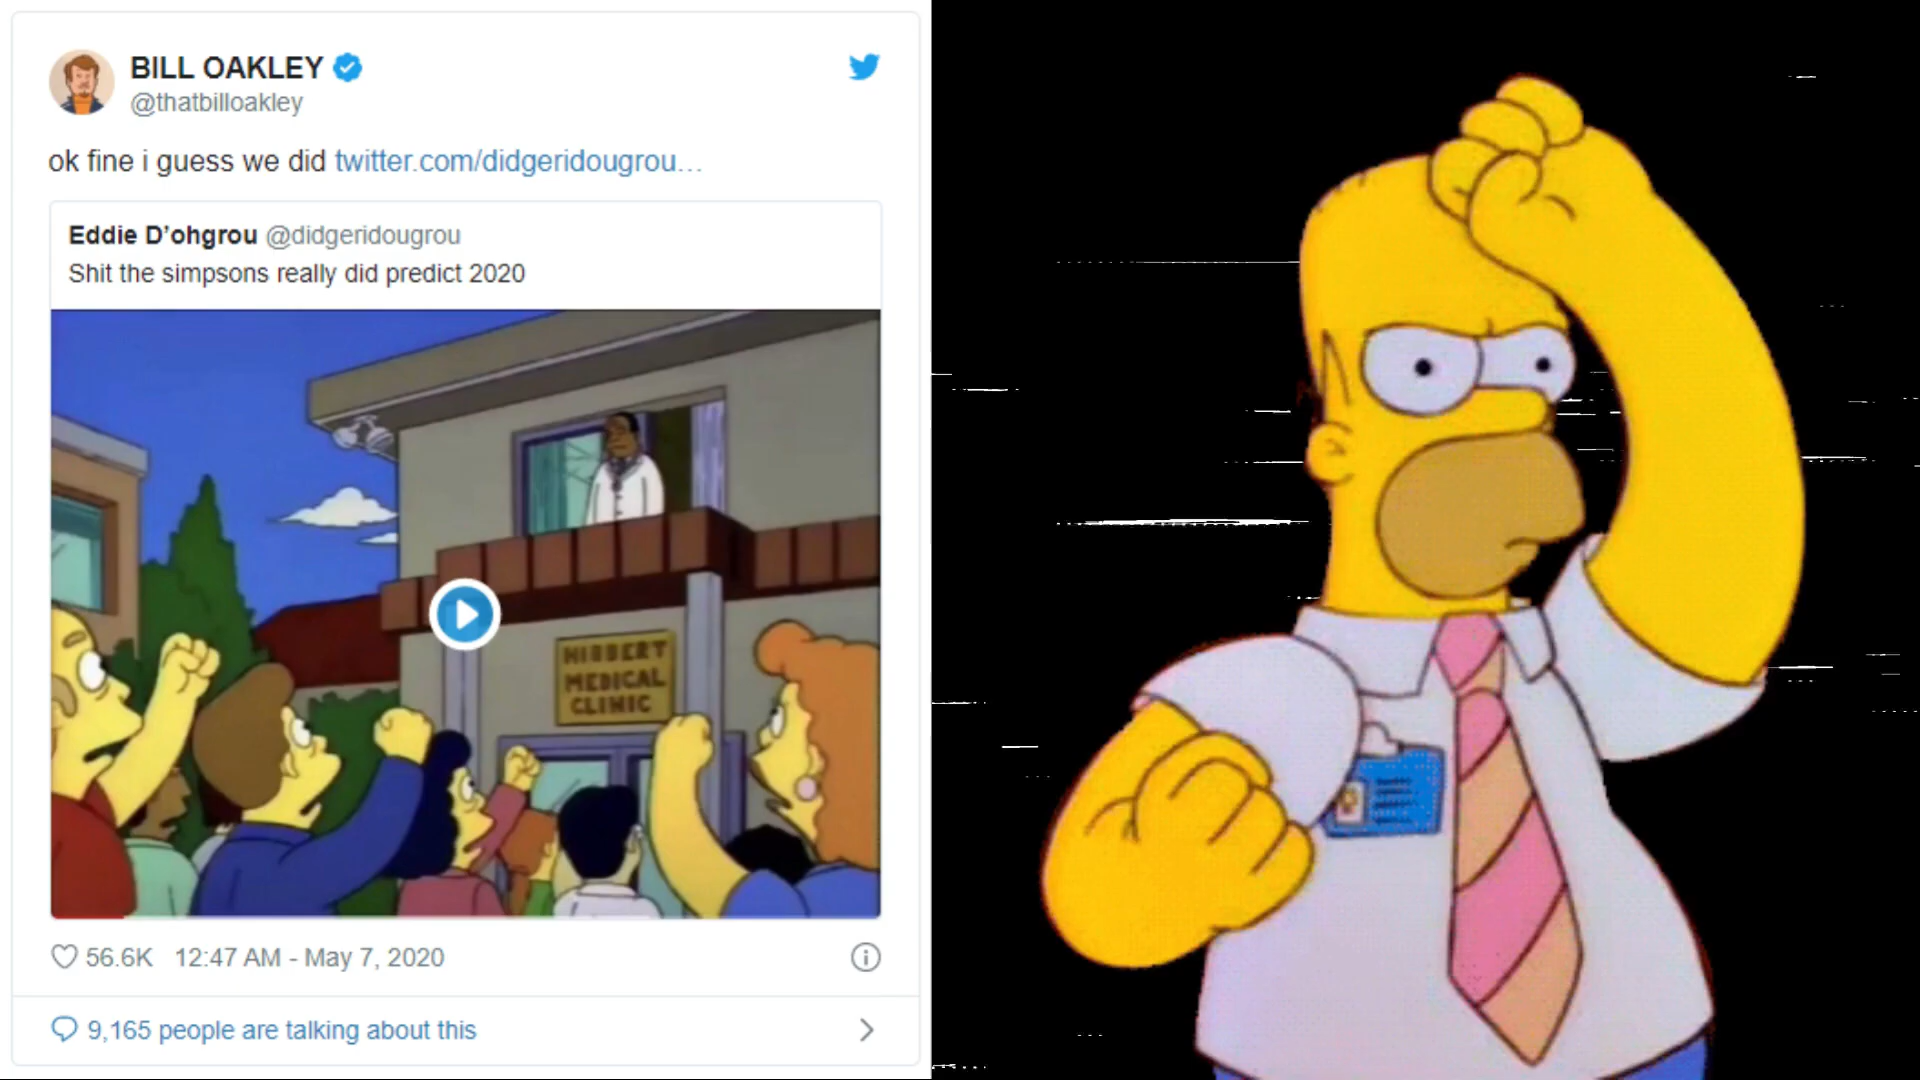 BILL OAKLEY
@thatbilloakley
ok fine i guess we did twitter.com/didgeridougrou…
Eddie D’ohgrou @didgeridougrou
Shit the simpsons really did predict 2020
HIBBERT
MEDICAL
CLINIC
56.6K 12:47 AM - May 7, 2020
9,165 people are talking about this